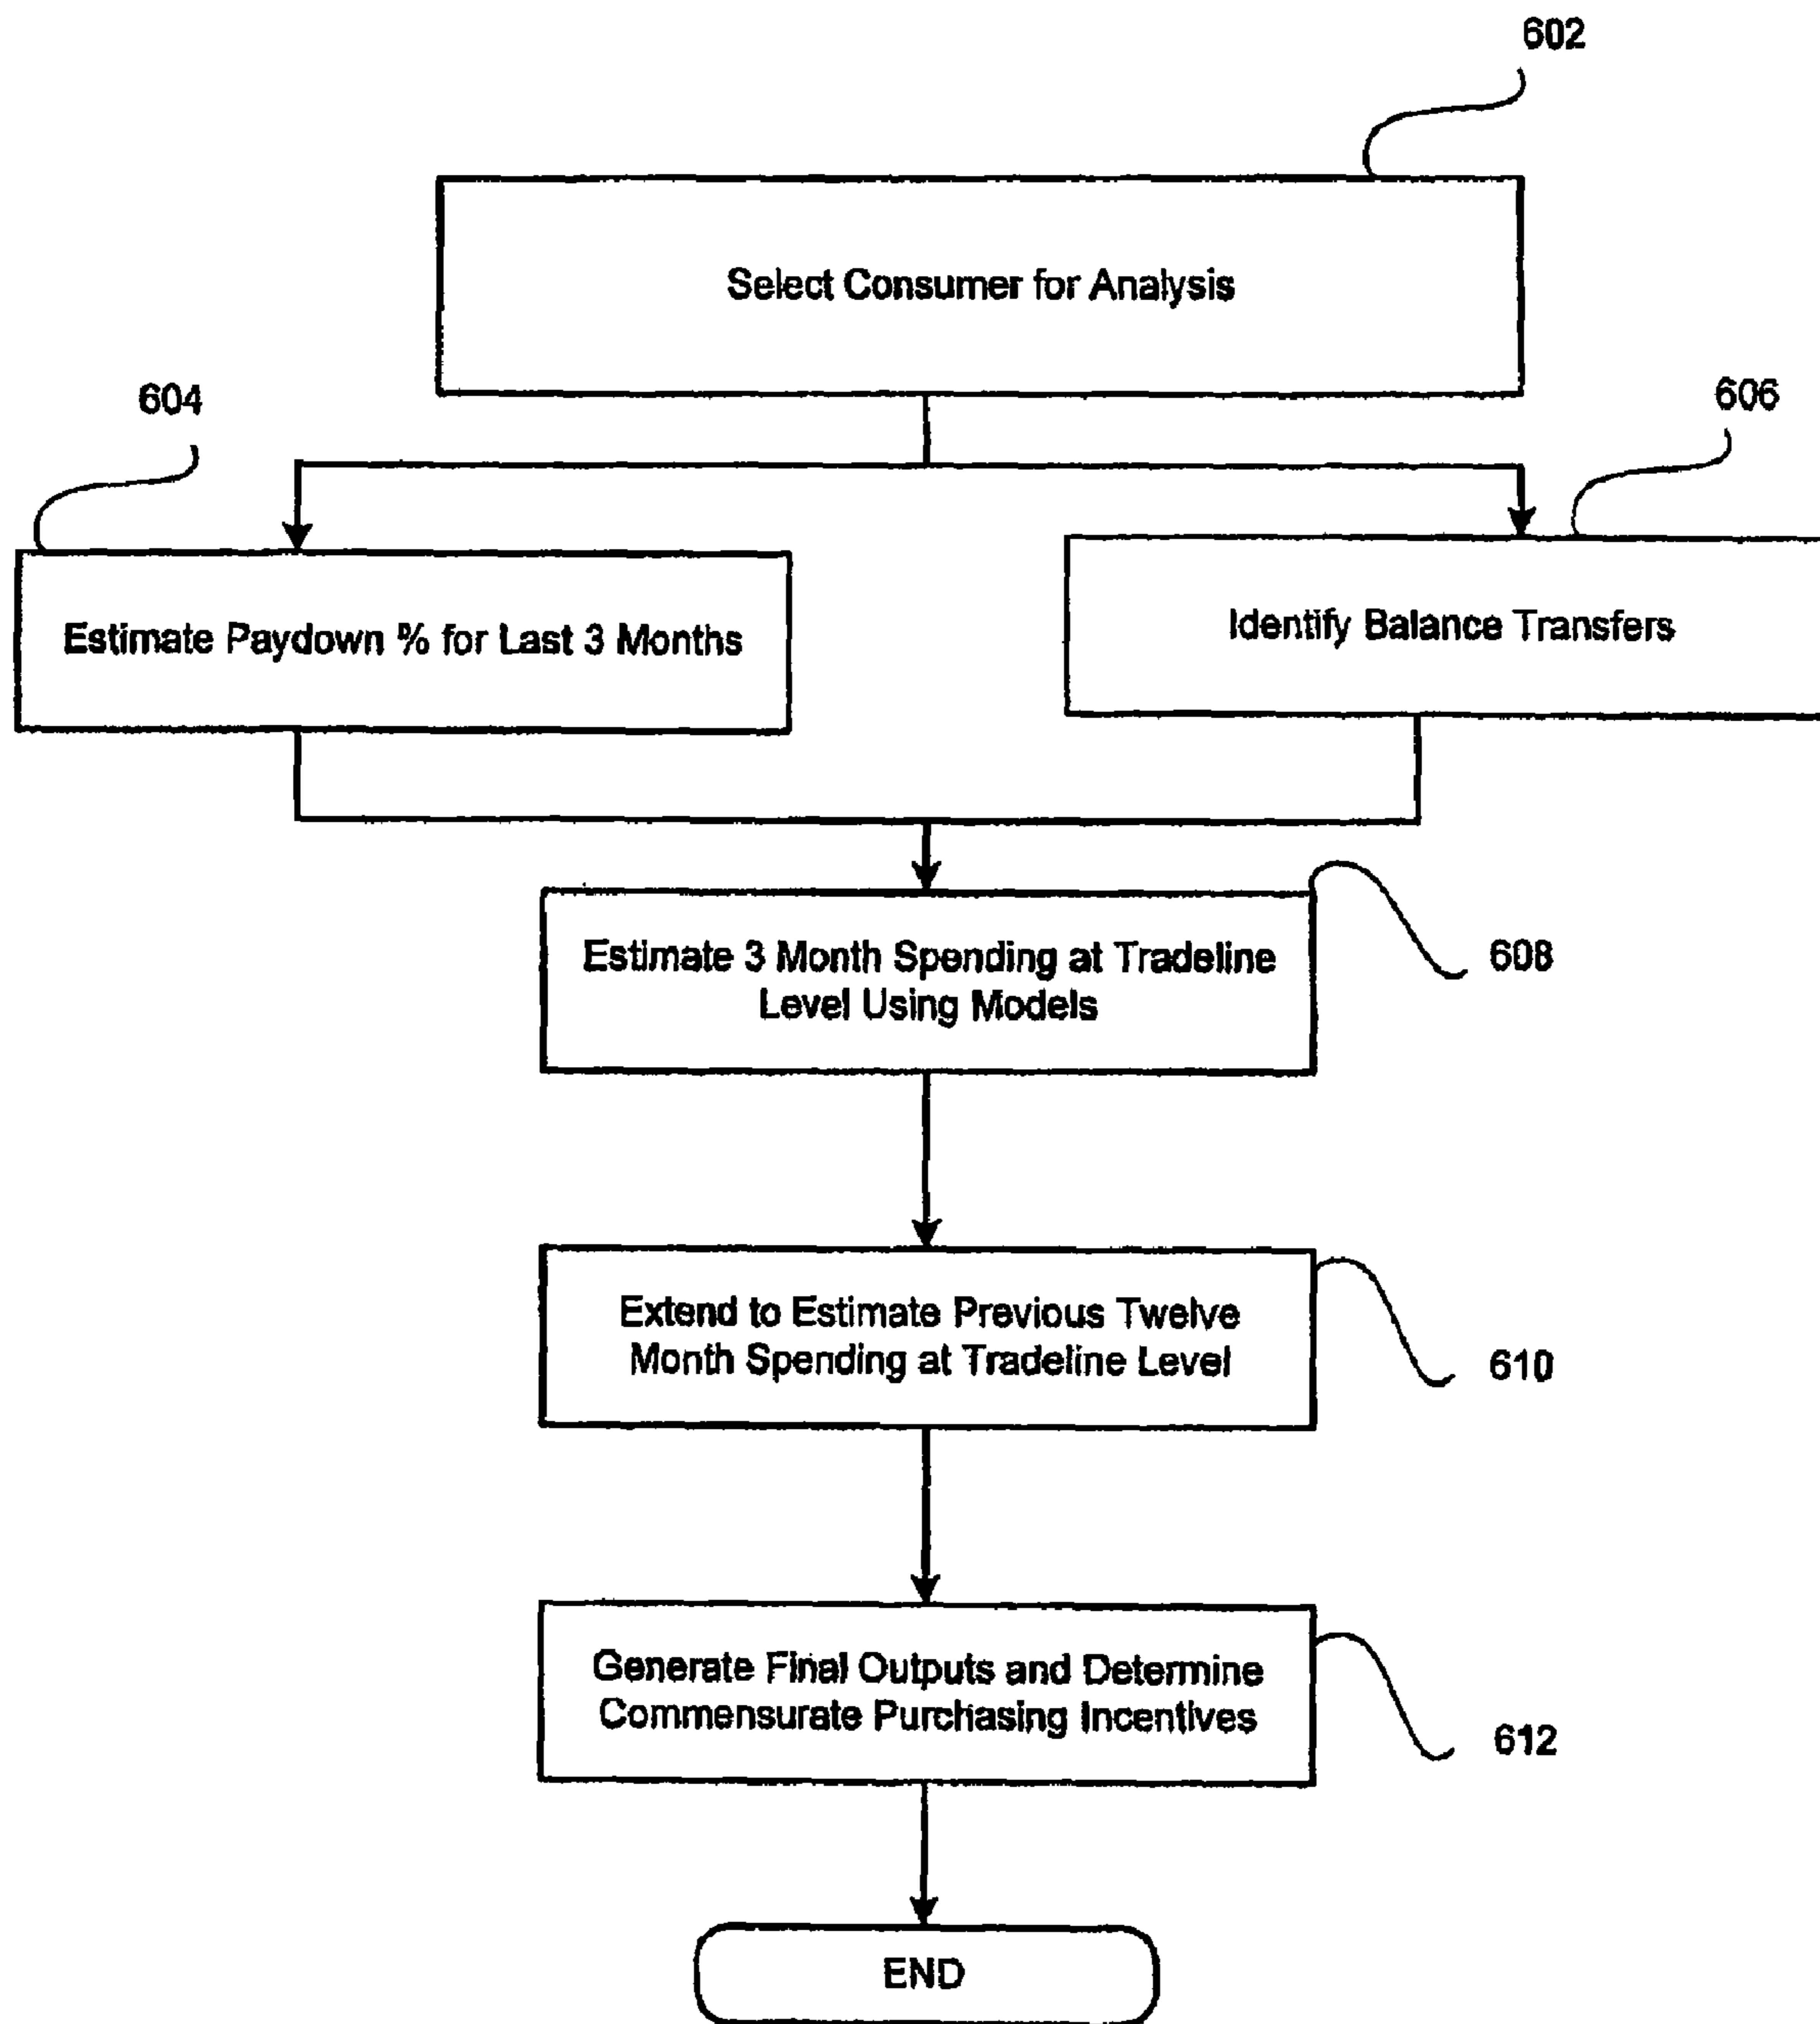 602
Select Consumer for Analysis
604
606
Estimate Paydown % for Last 3 Months
Identify Balance Transfers
Estimate 3 Month Spending at Tradeline
Level Using Models
608
Extend to Estimate Previous Twelve
Month Spending at Tradeline Level
610
Generate Final Outputs and Determine
Commensurate Purchasing Incentives
612
END